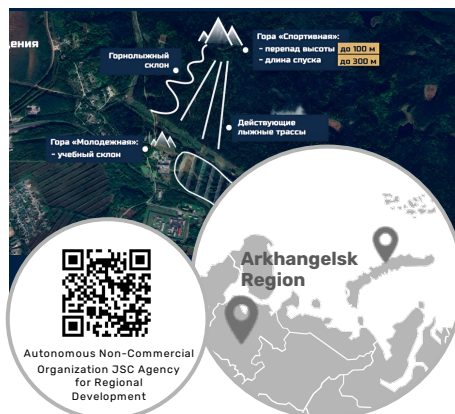 дения
Горнолыжный
склон
Гора «Спортивная»:
- перепад высоты до 100 м
- длина спуска до 300 м
Действующие
лыжные трассы
Гора «Молодежная»:
- учебный склон
Arkhangelsk
Region
Autonomous Non-Commercial
Organization JSC Agency
for Regional
Development